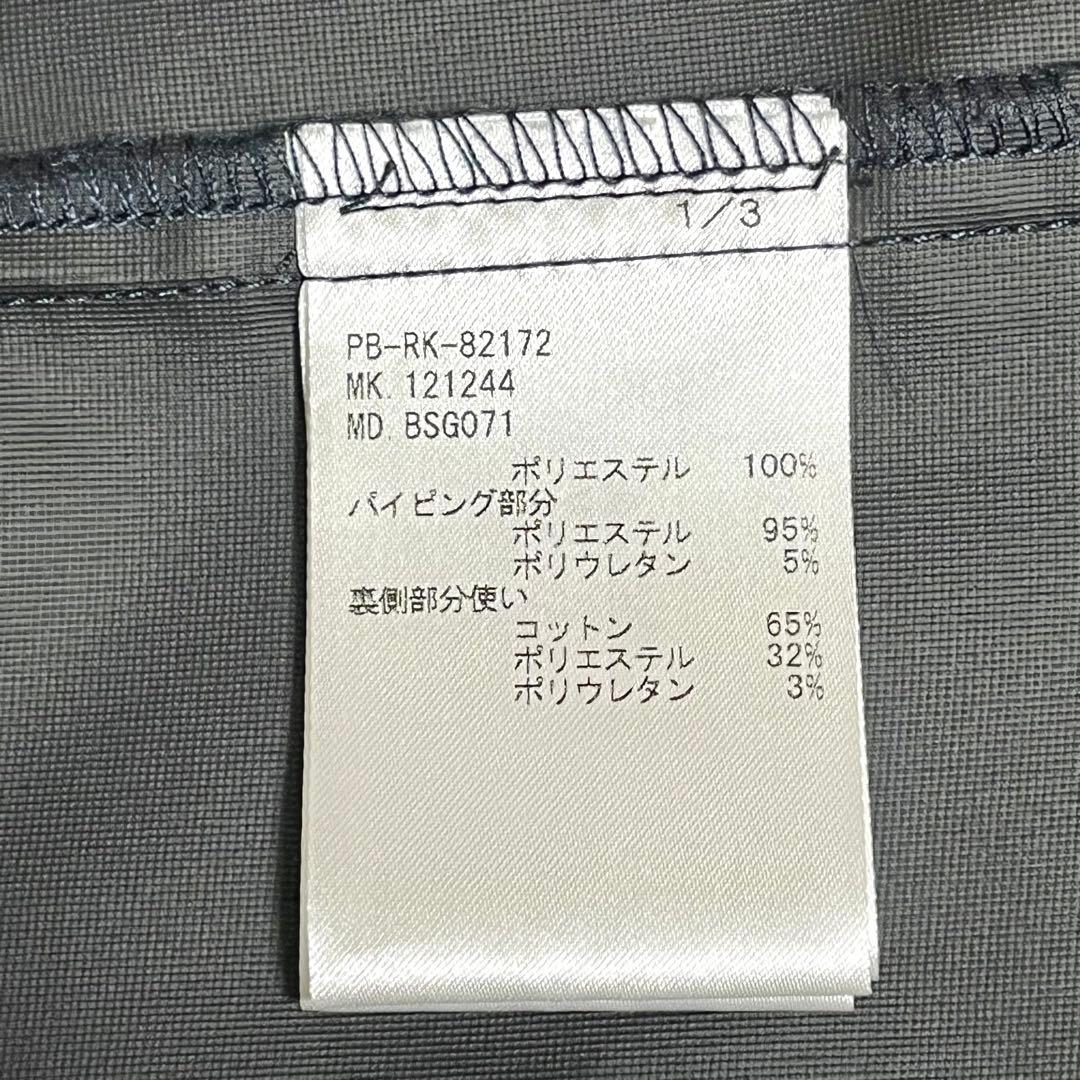 1/3
PB-RK-82172
MK. 121244
MD. BSG071
ポリエステル 100%
パイピング部分
ポリエステル 95%
ポリウレタン 5%
裏側部分使い
コットン 65%
ポリエステル 32%
ポリウレタン 3%